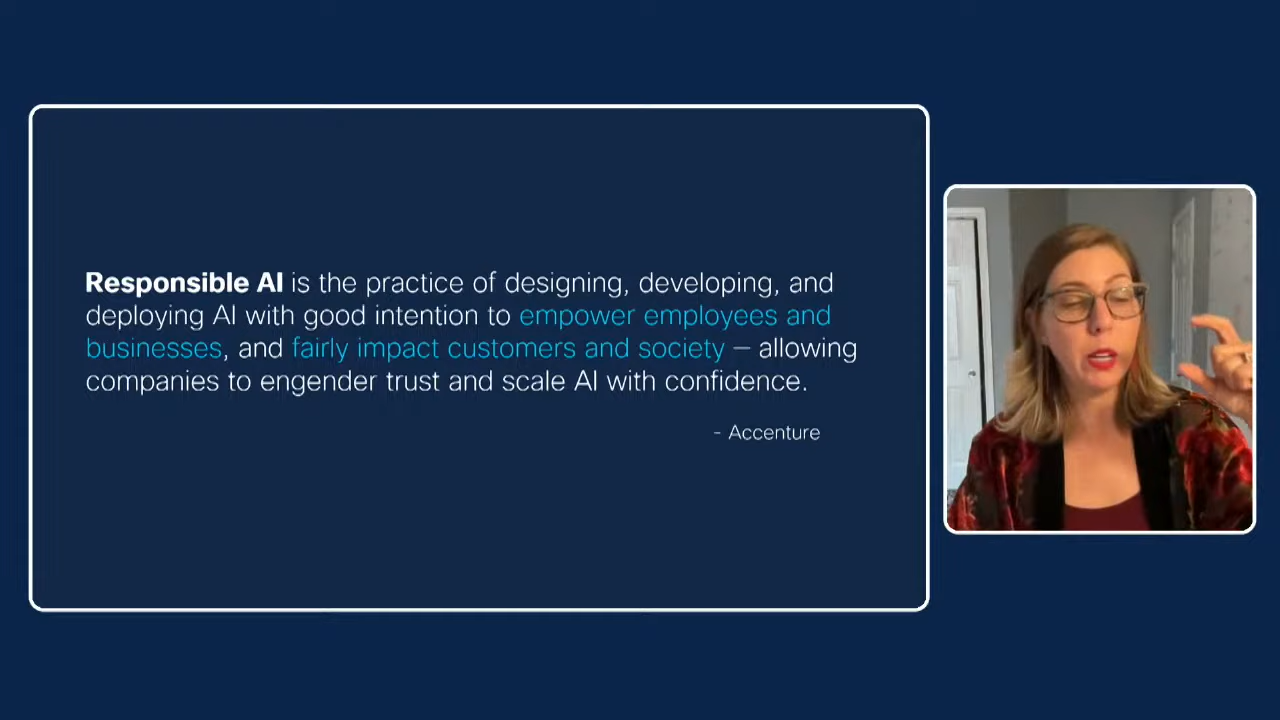 Responsible AI is the practice of designing, developing, and
deploying AI with good intention to empower employees and
businesses, and fairly impact customers and society – allowing
companies to engender trust and scale AI with confidence.
- Accenture